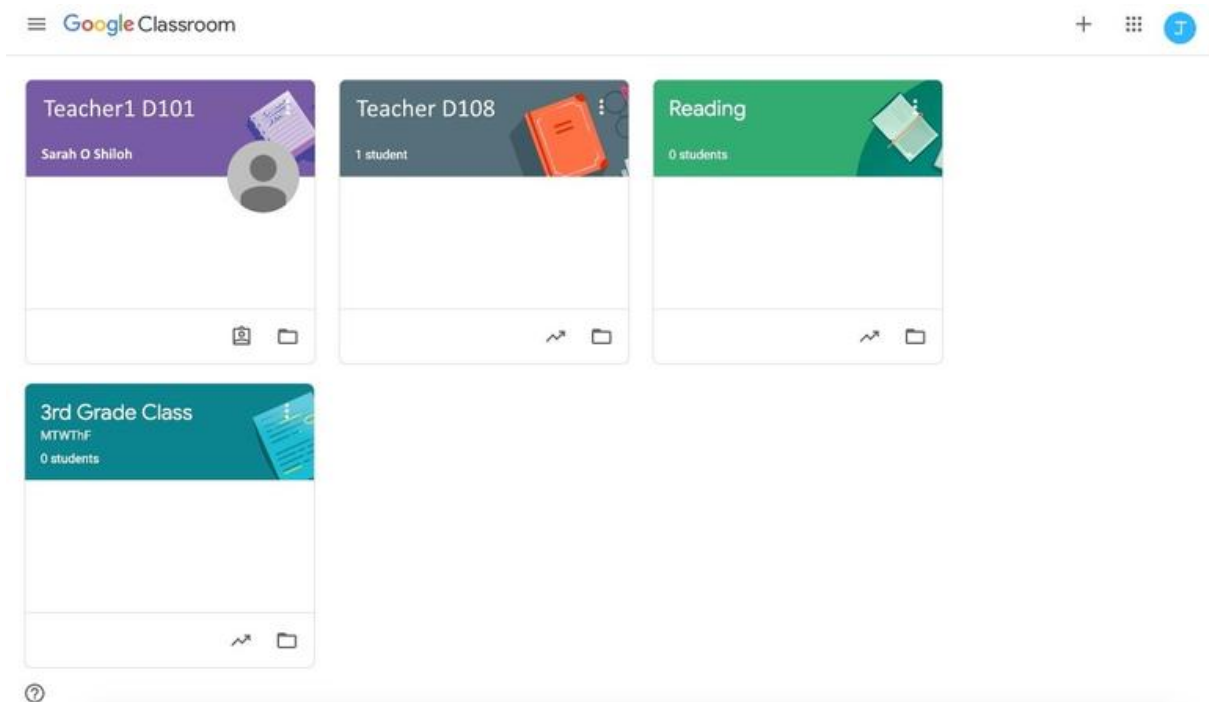 Google Classroom
J
Teacher1 D101
Sarah O Shiloh
Teacher D108
1 student
Reading
0 students
3rd Grade Class
MTWThF
0 students